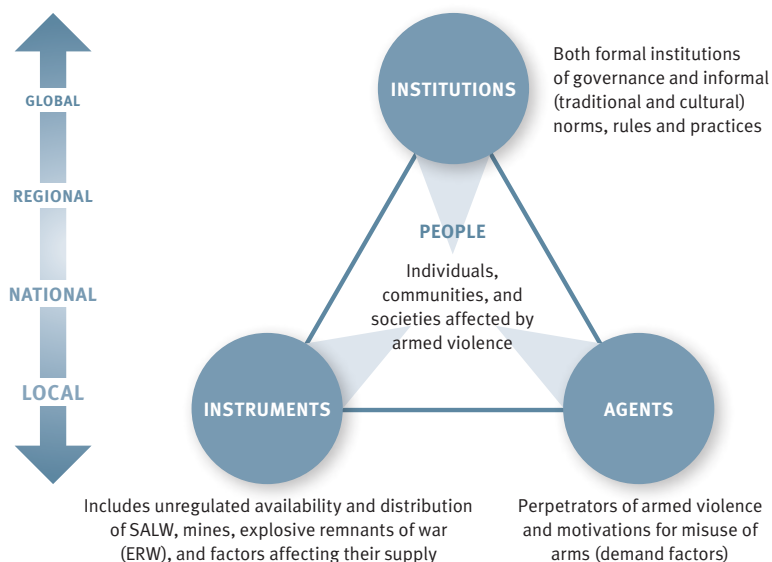 GLOBAL
REGIONAL
NATIONAL
LOCAL
INSTITUTIONS
Both formal institutions
of governance and informal
(traditional and cultural)
norms, rules and practices
PEOPLE
Individuals,
communities, and
societies affected by
armed violence
INSTRUMENTS
AGENTS
Includes unregulated availability and distribution
of SALW, mines, explosive remnants of war
(ERW), and factors affecting their supply
Perpetrators of armed violence
and motivations for misuse of
arms (demand factors)